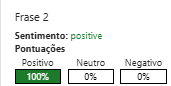 Frase 2
Sentimento: positive
Pontuações
Positivo Neutro Negativo
100% 0% 0%